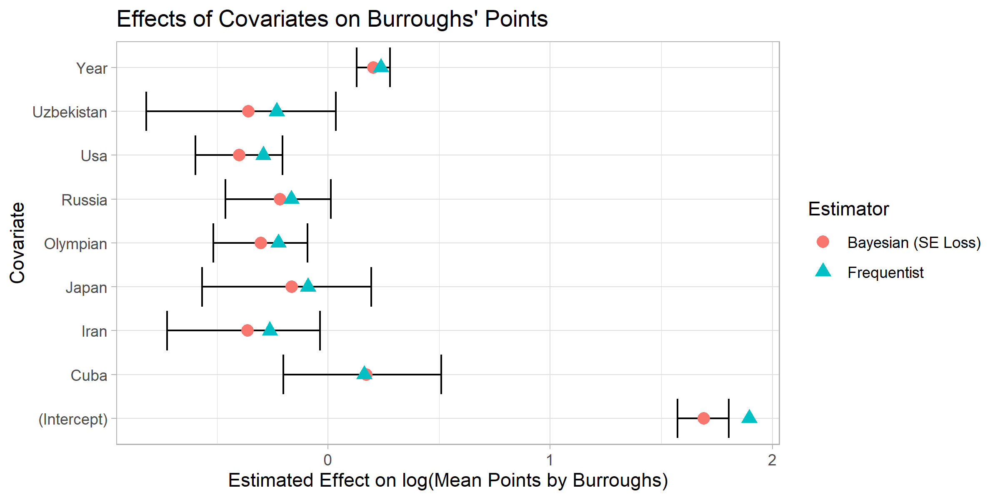 Effects of Covariates on Burroughs' Points
Year
Uzbekistan
Usa
Russia
Olympian
Japan
Iran
Cuba
(Intercept)
Covariate
0 1 2
Estimated Effect on log(Mean Points by Burroughs)
Estimator
Bayesian (SE Loss)
Frequentist